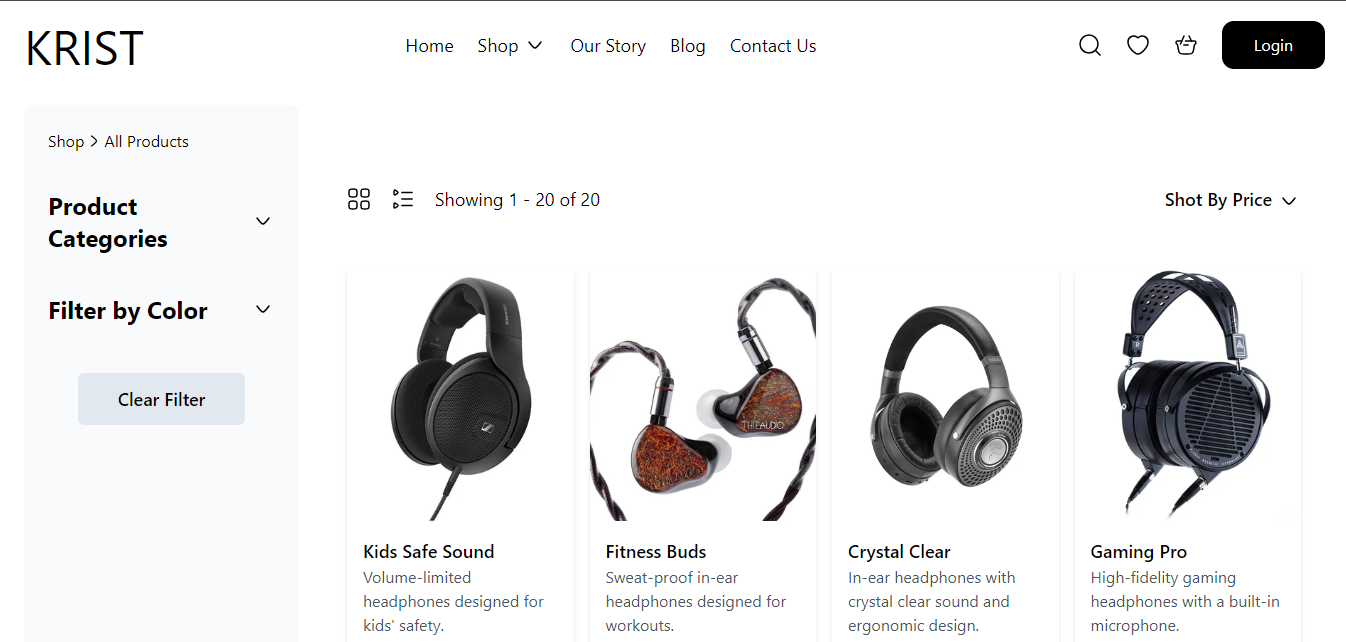 KRIST
Home Shop Our Story Blog Contact Us
Login
Shop > All Products
Product
Categories
Filter by Color
Clear Filter
Showing 1 - 20 of 20
Shot By Price
THIEAUDIO
Kids Safe Sound
Volume-limited
headphones designed for
kids' safety.
Fitness Buds
Sweat-proof in-ear
headphones designed for
workouts.
Crystal Clear
In-ear headphones with
crystal clear sound and
ergonomic design.
Gaming Pro
High-fidelity gaming
headphones with a built-in
microphone.